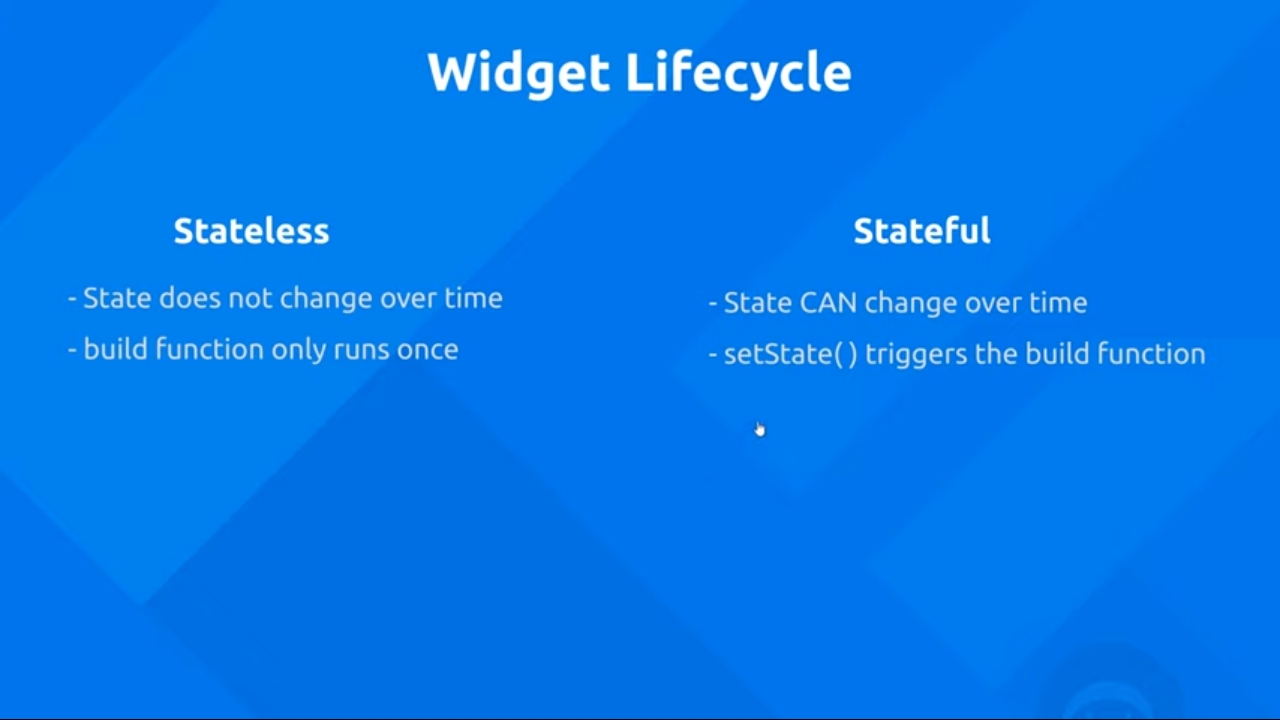 Widget Lifecycle
Stateless
- State does not change over time
- build function only runs once
Stateful
- State CAN change over time
- setState( ) triggers the build function